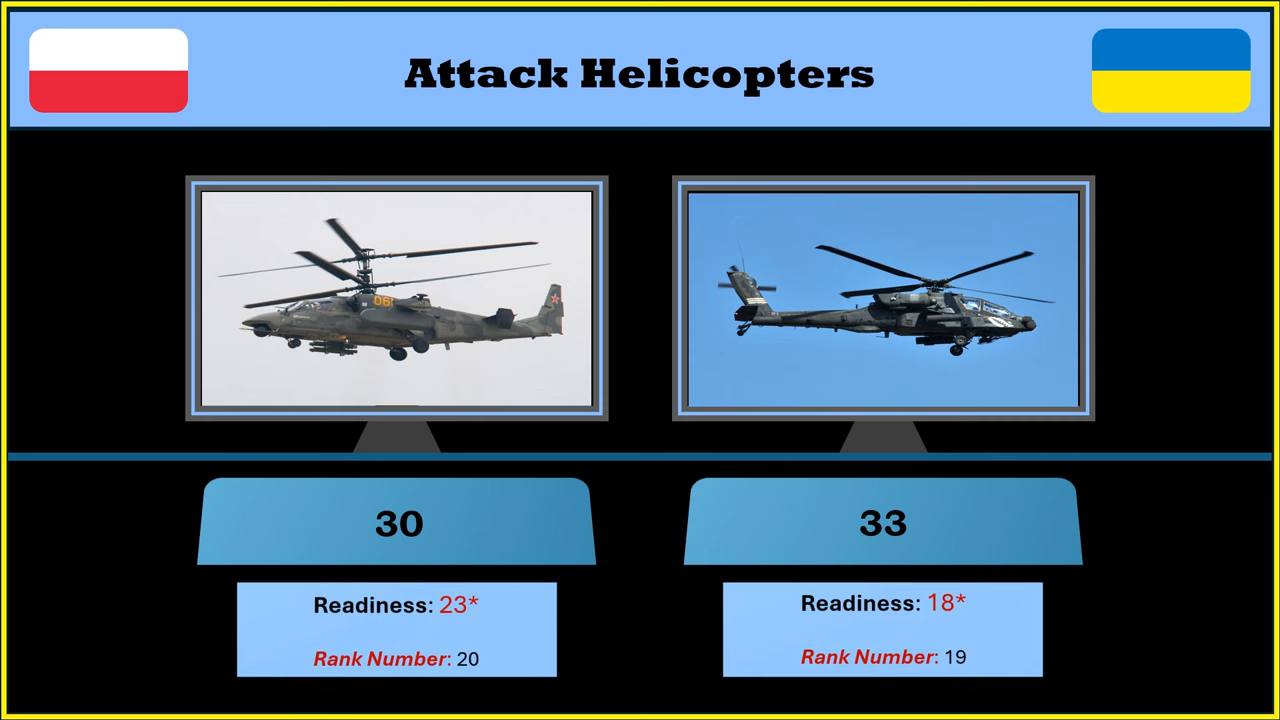 Attack Helicopters
30
33
Readiness: 23*
Rank Number: 20
Readiness: 18*
Rank Number: 19